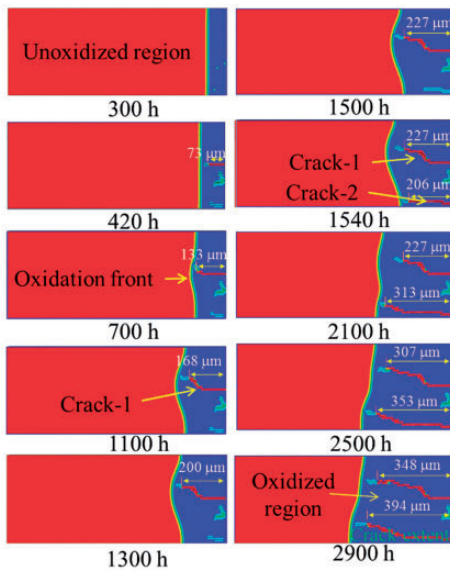 Unoxidized region
300 h
73 μm
420 h
133 μm
Oxidation front
700 h
168 μm
Crack-1
1100 h
200 μm
1300 h
227 μm
1500 h
227 μm
Crack-1
Crack-2
206 μm
1540 h
227 μm
313 μm
2100 h
307 μm
353 μm
2500 h
348 μm
Oxidized
region
394 μm
Crack extent
2900 h